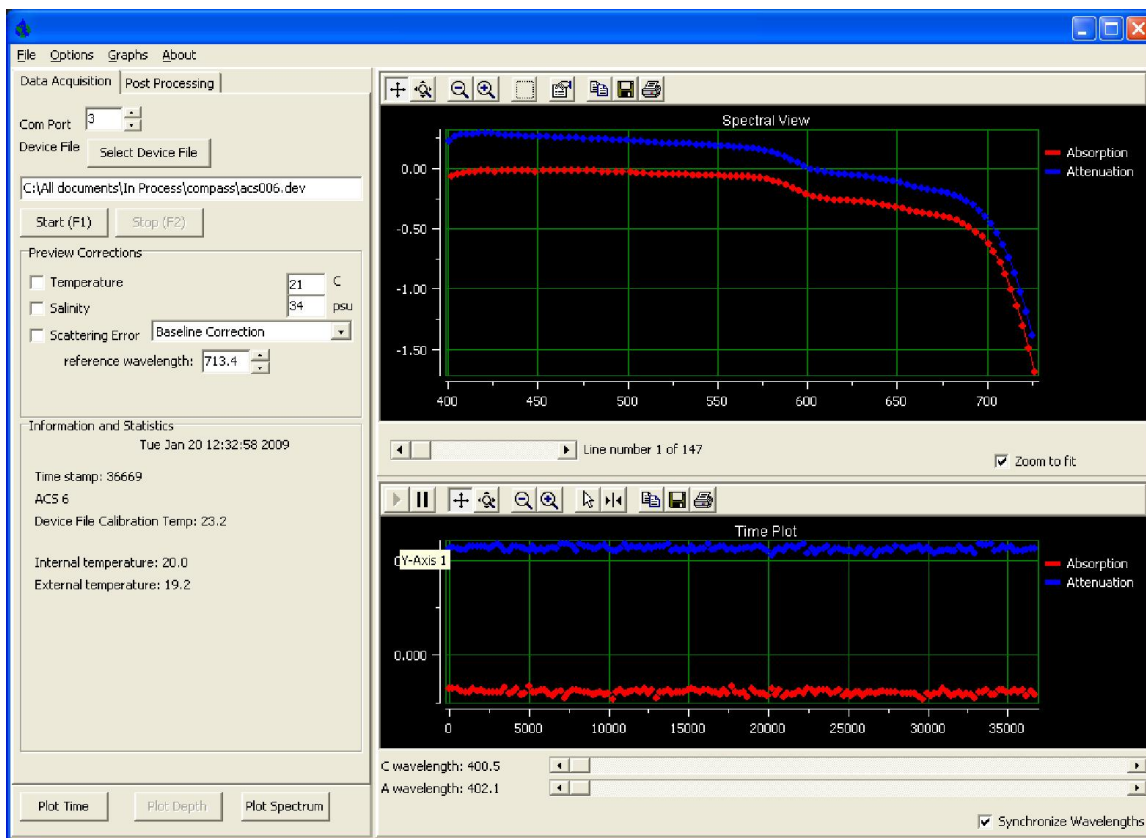 File Options Graphs About
Data Acquisition Post Processing
Com Port 3
Device File Select Device File
C:\All documents\In Process\compass\acs006.dev
Start (F1) Stop (F2)
Preview Corrections
Temperature 21 C
Salinity 34 psu
Scattering Error Baseline Correction
reference wavelength: 713.4
Information and Statistics
Tue Jan 20 12:32:58 2009
Time stamp: 36669
ACS 6
Device File Calibration Temp: 23.2
Internal temperature: 20.0
External temperature: 19.2
Plot Time Plot Depth Plot Spectrum
Spectral View
Absorption
Attenuation
0.00
-0.50
-1.00
-1.50
400 450 500 550 600 650 700
Line number 1 of 147
Zoom to fit
Time Plot
Y-Axis 1
Absorption
Attenuation
0.000
0 5000 10000 15000 20000 25000 30000 35000
C wavelength: 400.5
A wavelength: 402.1
Synchronize Wavelengths